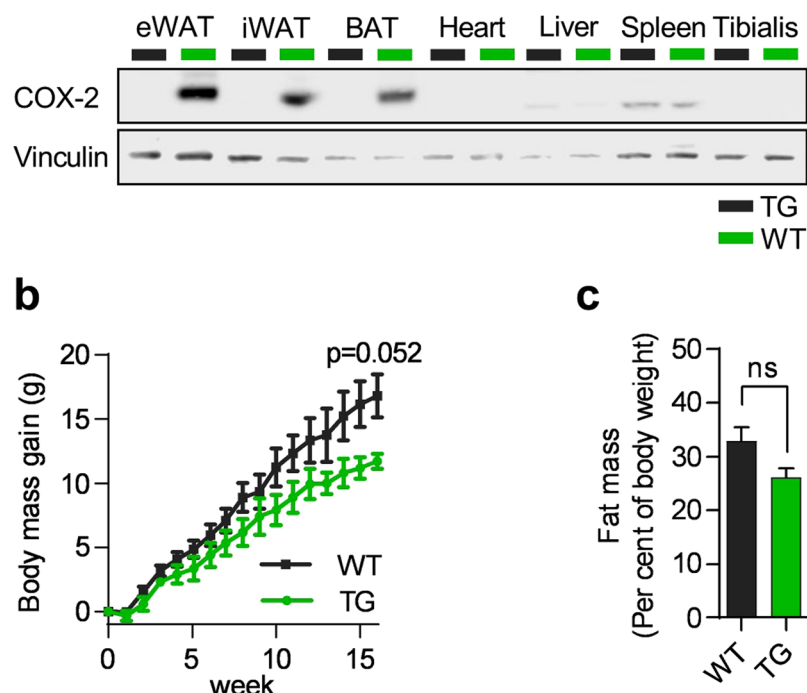 eWAT iWAT BAT Heart Liver Spleen Tibialis
COX-2
Vinculin
TG
WT
b
Body mass gain (g)
20
15
10
5
0
p=0.052
WT
TG
0 5 10 15
week
c
Fat mass
(Per cent of body weight)
50
40
30
20
10
0
ns
WT TG